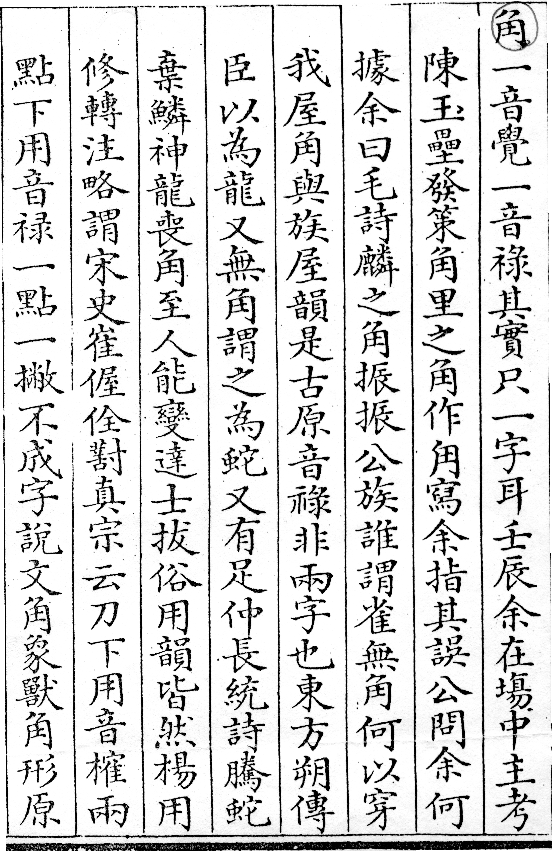 角一音覺一音祿其實只一字耳壬辰余在塲中主考
陳玉壘發策角里之角作甪寫余指其誤公問余何
據余曰毛詩麟之角振振公族誰謂雀無角何以穿
我屋角與族屋韻是古原音祿非兩字也東方朔傳
臣以為龍又無角謂之為蛇又有足仲長統詩騰蛇
棄鱗神龍喪角至人能變達士拔俗用韻皆然楊用
修轉注略謂宋史崔偓佺對真宗云刀下用音榷兩
點下用音禄一點一撇不成字說文角象獸角形原